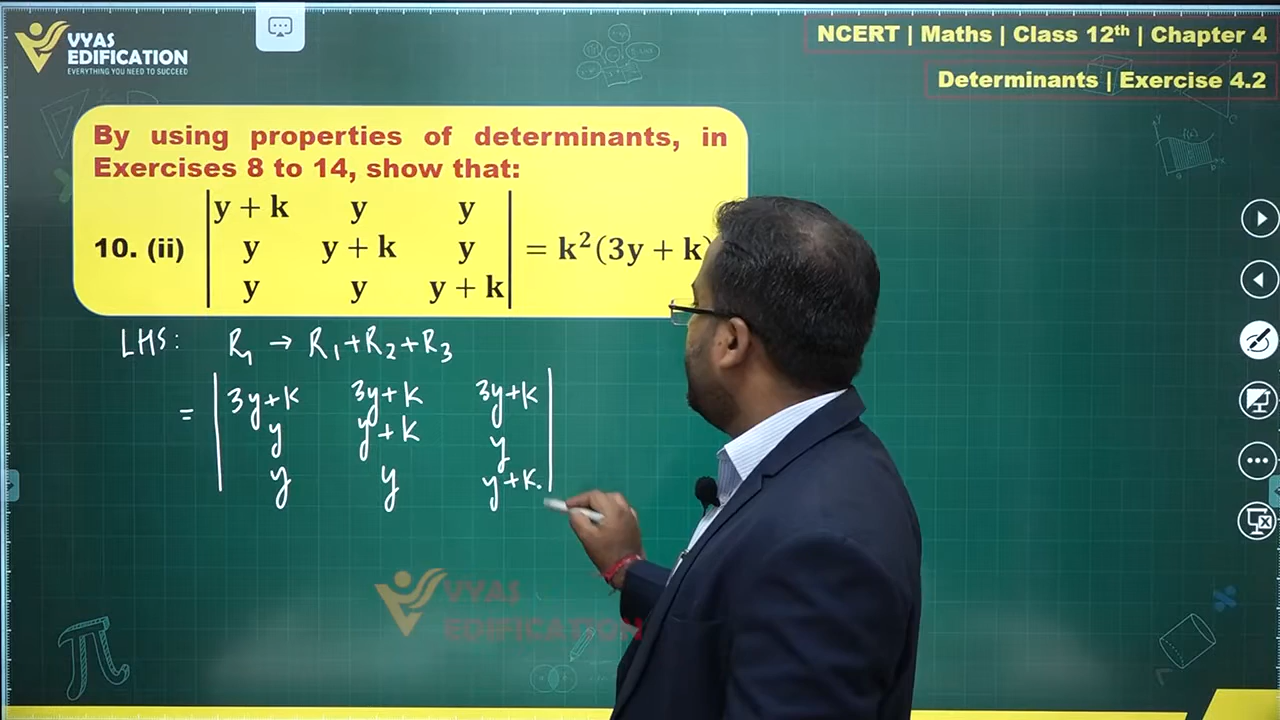 VYAS
EDIFICATION
EVERYTHING YOU NEED TO SUCCEED
NCERT | Maths | Class 12th | Chapter 4
Determinants | Exercise 4.2
By using properties of determinants, in
Exercises 8 to 14, show that:
10. (ii) | y + k y y |
| y y + k y | = k²(3y + k)
| y y y + k |
LHS: R₁ → R₁+R₂+R₃
= | 3y+k 3y+k 3y+k |
| y y+k y |
| y y y+k. |
VYAS
EDIFICATION